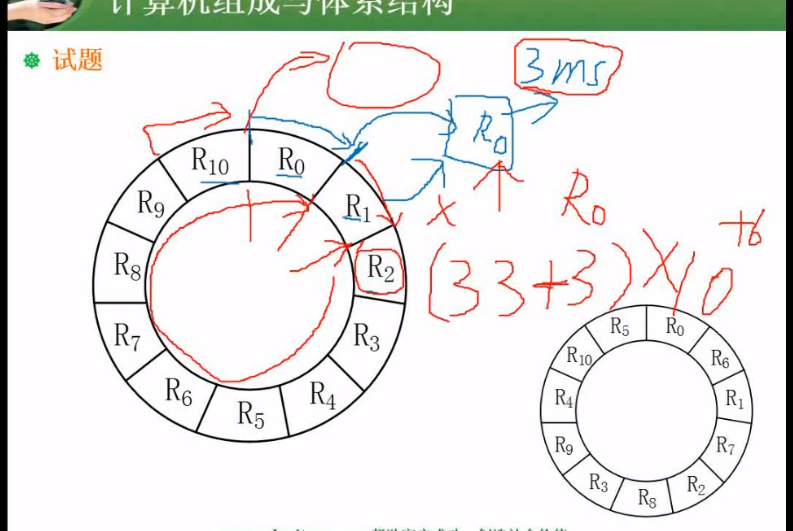 计算机组成与体系结构
试题
3ms
R₀
R₁₀ R₀
R₉ R₁
R₀
R₈ R₂
(33+3)×10⁺⁶
R₇ R₃
R₆ R₄
R₅
R₅ R₀
R₁₀ R₆
R₄ R₁
R₉ R₇
R₃ R₂
R₈